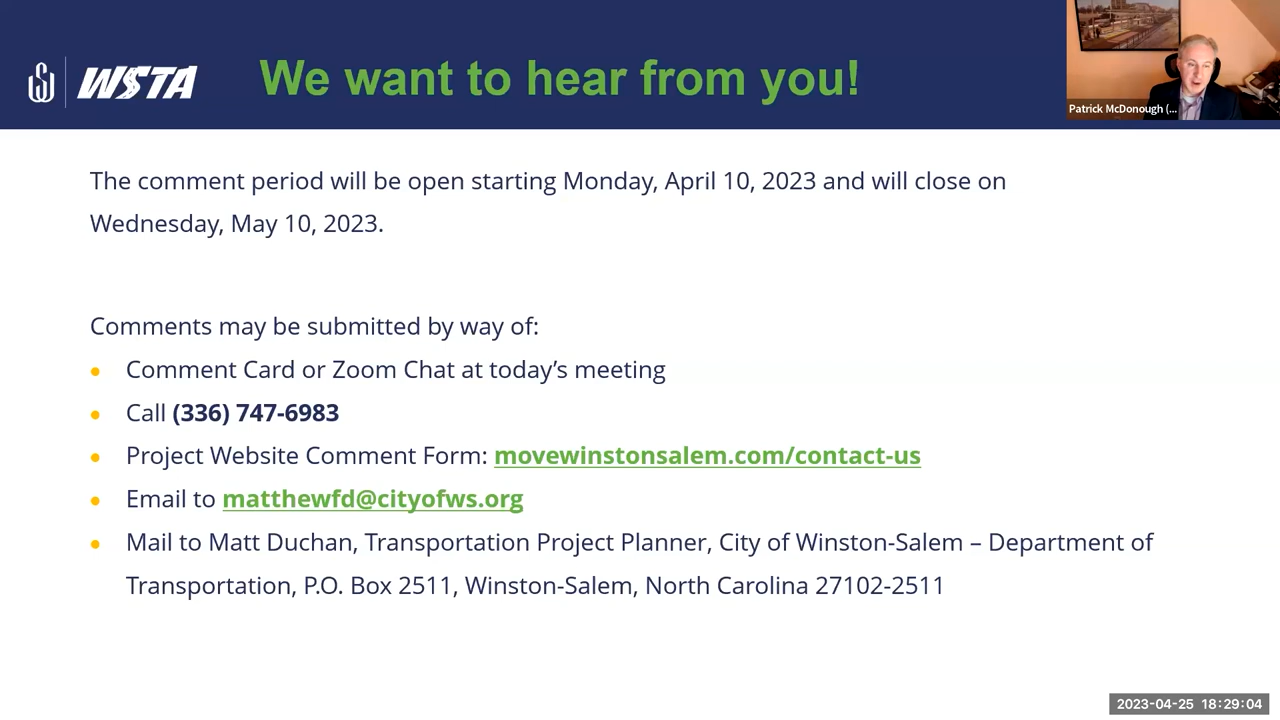 WSTA
We want to hear from you!
Patrick McDonough (...
The comment period will be open starting Monday, April 10, 2023 and will close on
Wednesday, May 10, 2023.
Comments may be submitted by way of:
• Comment Card or Zoom Chat at today’s meeting
• Call (336) 747-6983
• Project Website Comment Form: movewinstonsalem.com/contact-us
• Email to matthewfd@cityofws.org
• Mail to Matt Duchan, Transportation Project Planner, City of Winston-Salem – Department of
Transportation, P.O. Box 2511, Winston-Salem, North Carolina 27102-2511
2023-04-25 18:29:04